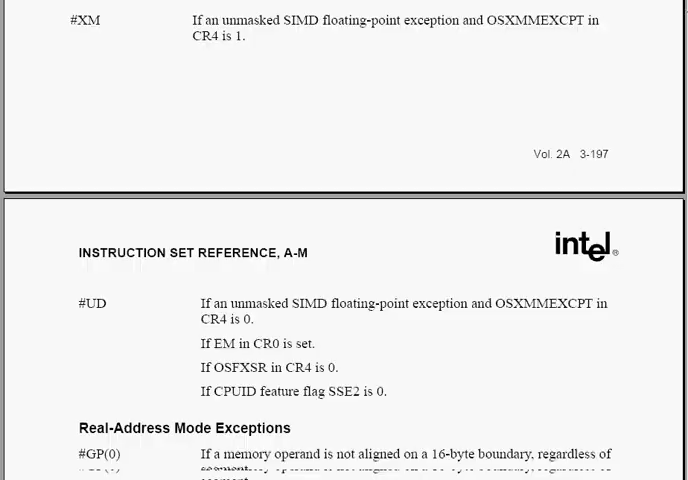 #XM If an unmasked SIMD floating-point exception and OSXMMEXCPT in
CR4 is 1.
Vol. 2A 3-197
INSTRUCTION SET REFERENCE, A-M
intel®
#UD If an unmasked SIMD floating-point exception and OSXMMEXCPT in
CR4 is 0.
If EM in CR0 is set.
If OSFXSR in CR4 is 0.
If CPUID feature flag SSE2 is 0.
Real-Address Mode Exceptions
#GP(0) If a memory operand is not aligned on a 16-byte boundary, regardless of